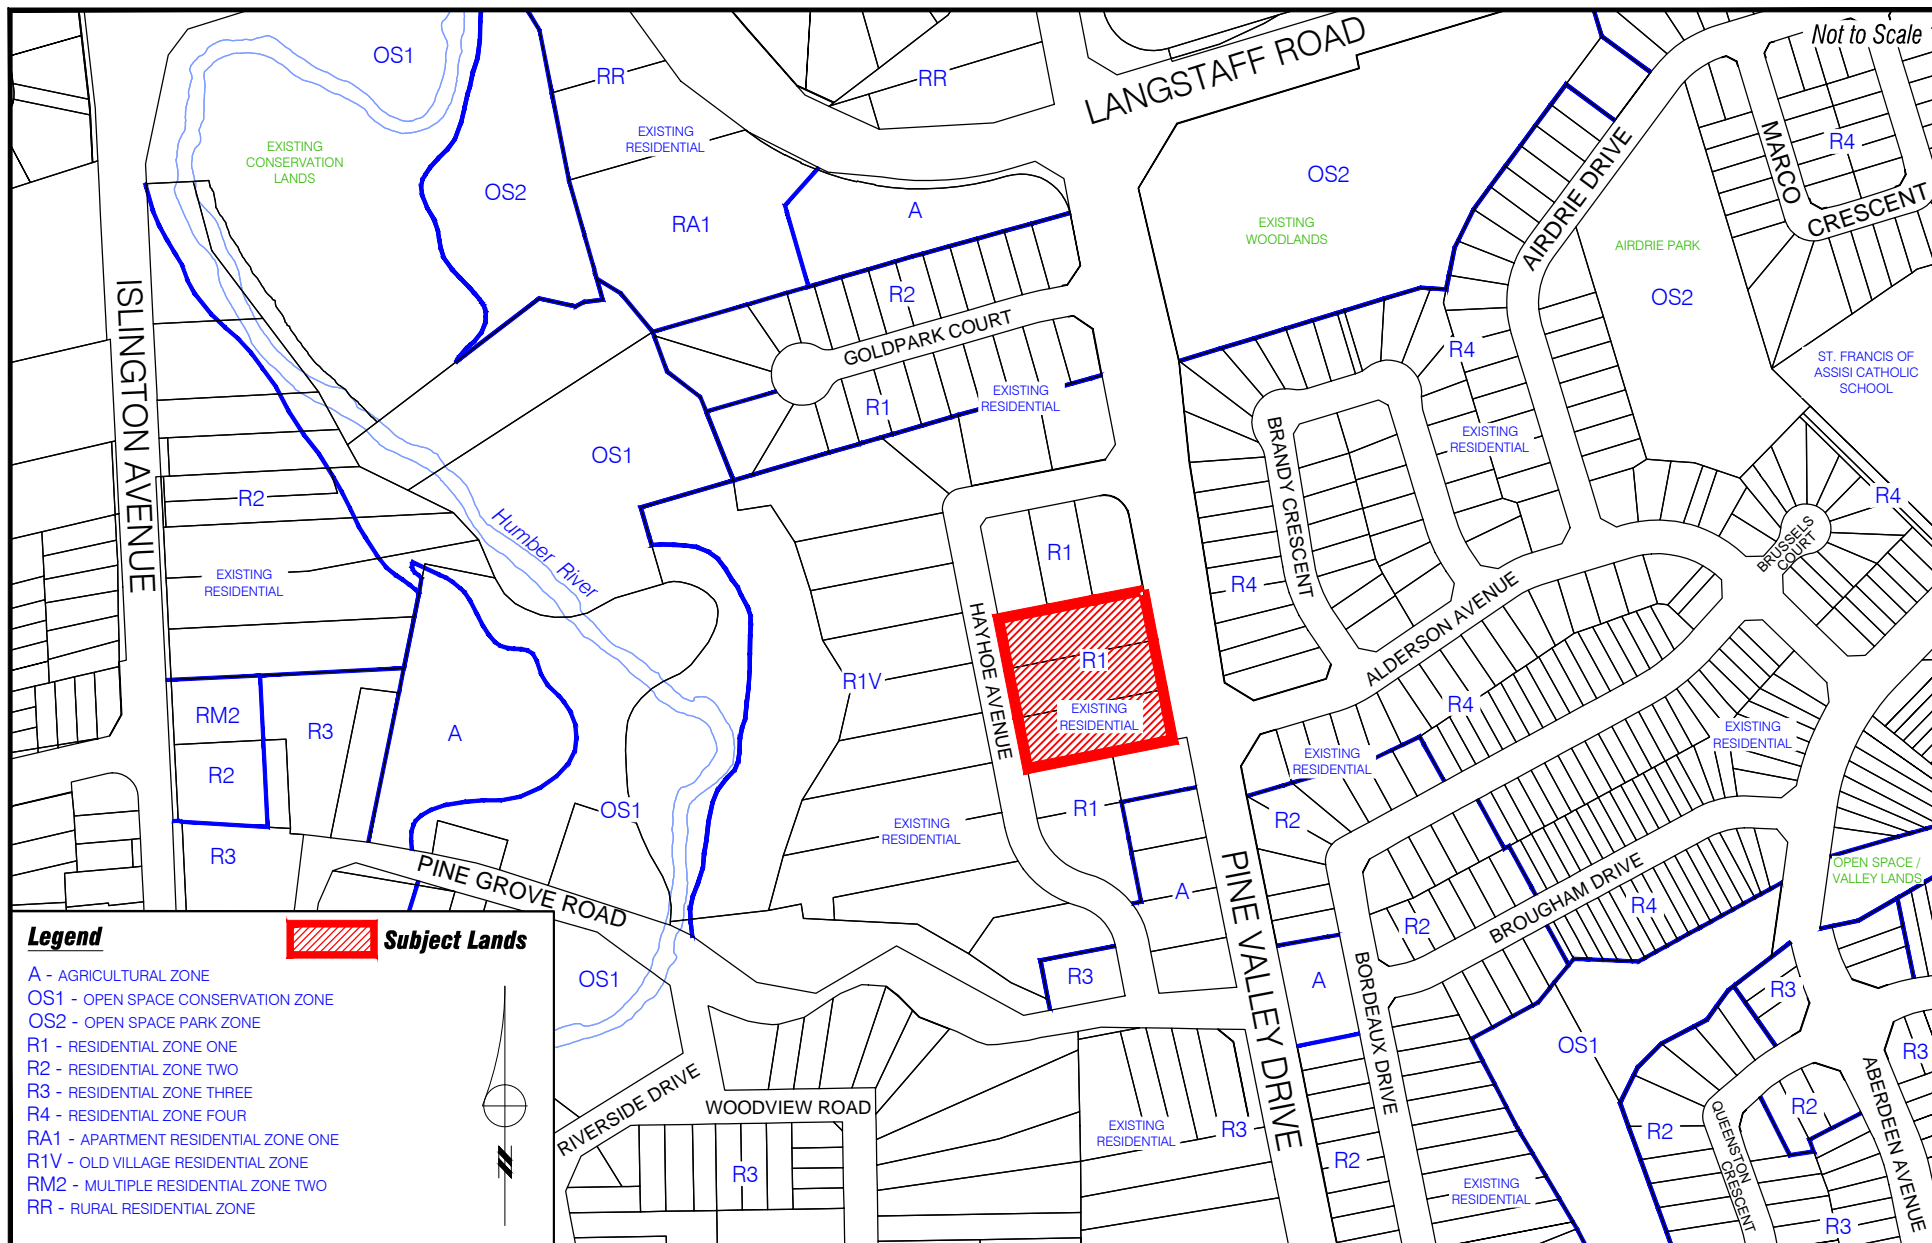 Not to Scale
LANGSTAFF ROAD
OS1
RR
RR
EXISTING
RESIDENTIAL
EXISTING
CONSERVATION
LANDS
OS2
RA1
A
OS2
EXISTING
WOODLANDS
AIRDRIE DRIVE
MARCO
CRESCENT
R4
AIRDRIE PARK
OS2
ISLINGTON AVENUE
R2
GOLDPARK COURT
R1
EXISTING
RESIDENTIAL
R4
ST. FRANCIS OF
ASSISI CATHOLIC
SCHOOL
OS1
BRANDY CRESCENT
EXISTING
RESIDENTIAL
R4
R2
Humber River
EXISTING
RESIDENTIAL
R1
R4
BRUSSELS
COURT
HAYHOE AVENUE
ALDERSON AVENUE
R1
EXISTING
RESIDENTIAL
R1V
RM2
R3
A
R2
R3
OS1
EXISTING
RESIDENTIAL
R1
R4
EXISTING
RESIDENTIAL
EXISTING
RESIDENTIAL
R2
PINE GROVE ROAD
A
PINE VALLEY DRIVE
R2
BROUGHAM DRIVE
R4
OPEN SPACE /
VALLEY LANDS
OS1
R3
A
BORDEAUX DRIVE
R3
OS1
R3
RIVERSIDE DRIVE
WOODVIEW ROAD
R3
EXISTING
RESIDENTIAL
R3
R2
EXISTING
RESIDENTIAL
R2
QUEENSTON
CRESCENT
R2
ABERDEEN AVENUE
R3
Legend
Subject Lands
A - AGRICULTURAL ZONE
OS1 - OPEN SPACE CONSERVATION ZONE
OS2 - OPEN SPACE PARK ZONE
R1 - RESIDENTIAL ZONE ONE
R2 - RESIDENTIAL ZONE TWO
R3 - RESIDENTIAL ZONE THREE
R4 - RESIDENTIAL ZONE FOUR
RA1 - APARTMENT RESIDENTIAL ZONE ONE
R1V - OLD VILLAGE RESIDENTIAL ZONE
RM2 - MULTIPLE RESIDENTIAL ZONE TWO
RR - RURAL RESIDENTIAL ZONE